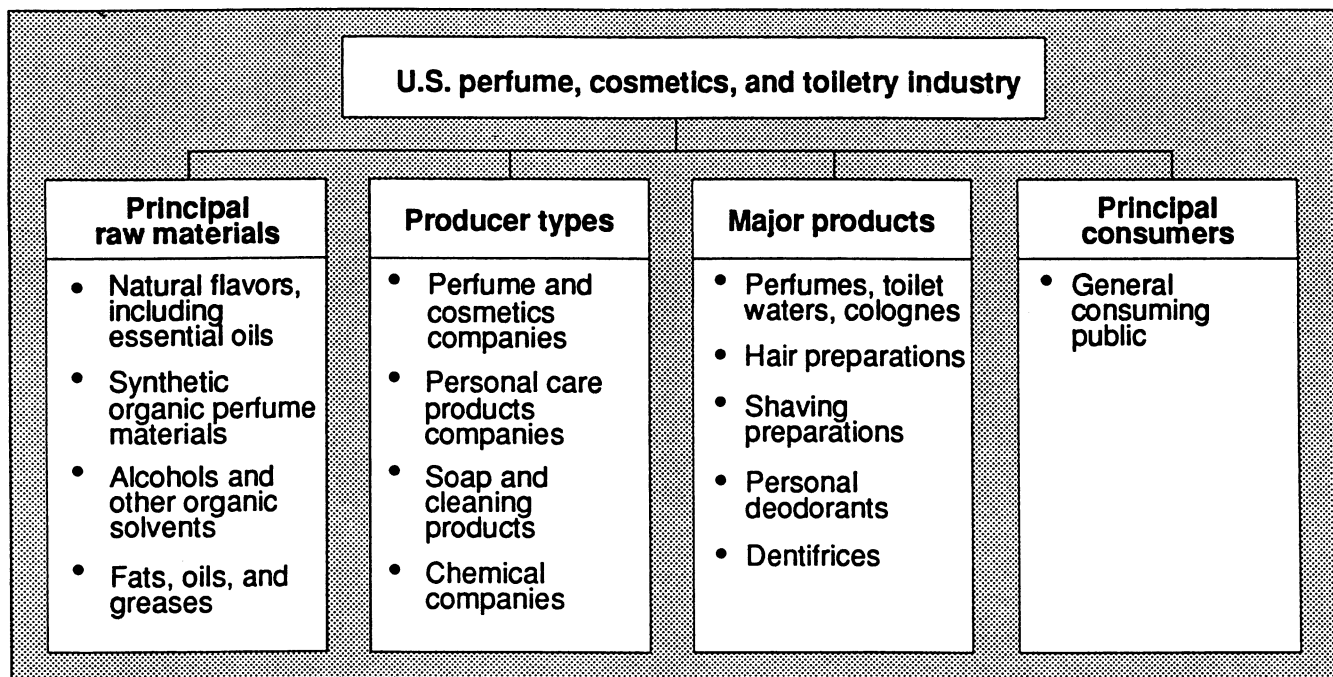 U.S. perfume, cosmetics, and toiletry industry
Principal
raw materials
• Natural flavors,
including
essential oils
• Synthetic
organic perfume
materials
• Alcohols and
other organic
solvents
• Fats, oils, and
greases
Producer types
• Perfume and
cosmetics
companies
• Personal care
products
companies
• Soap and
cleaning
products
• Chemical
companies
Major products
• Perfumes, toilet
waters, colognes
• Hair preparations
• Shaving
preparations
• Personal
deodorants
• Dentifrices
Principal
consumers
• General
consuming
public